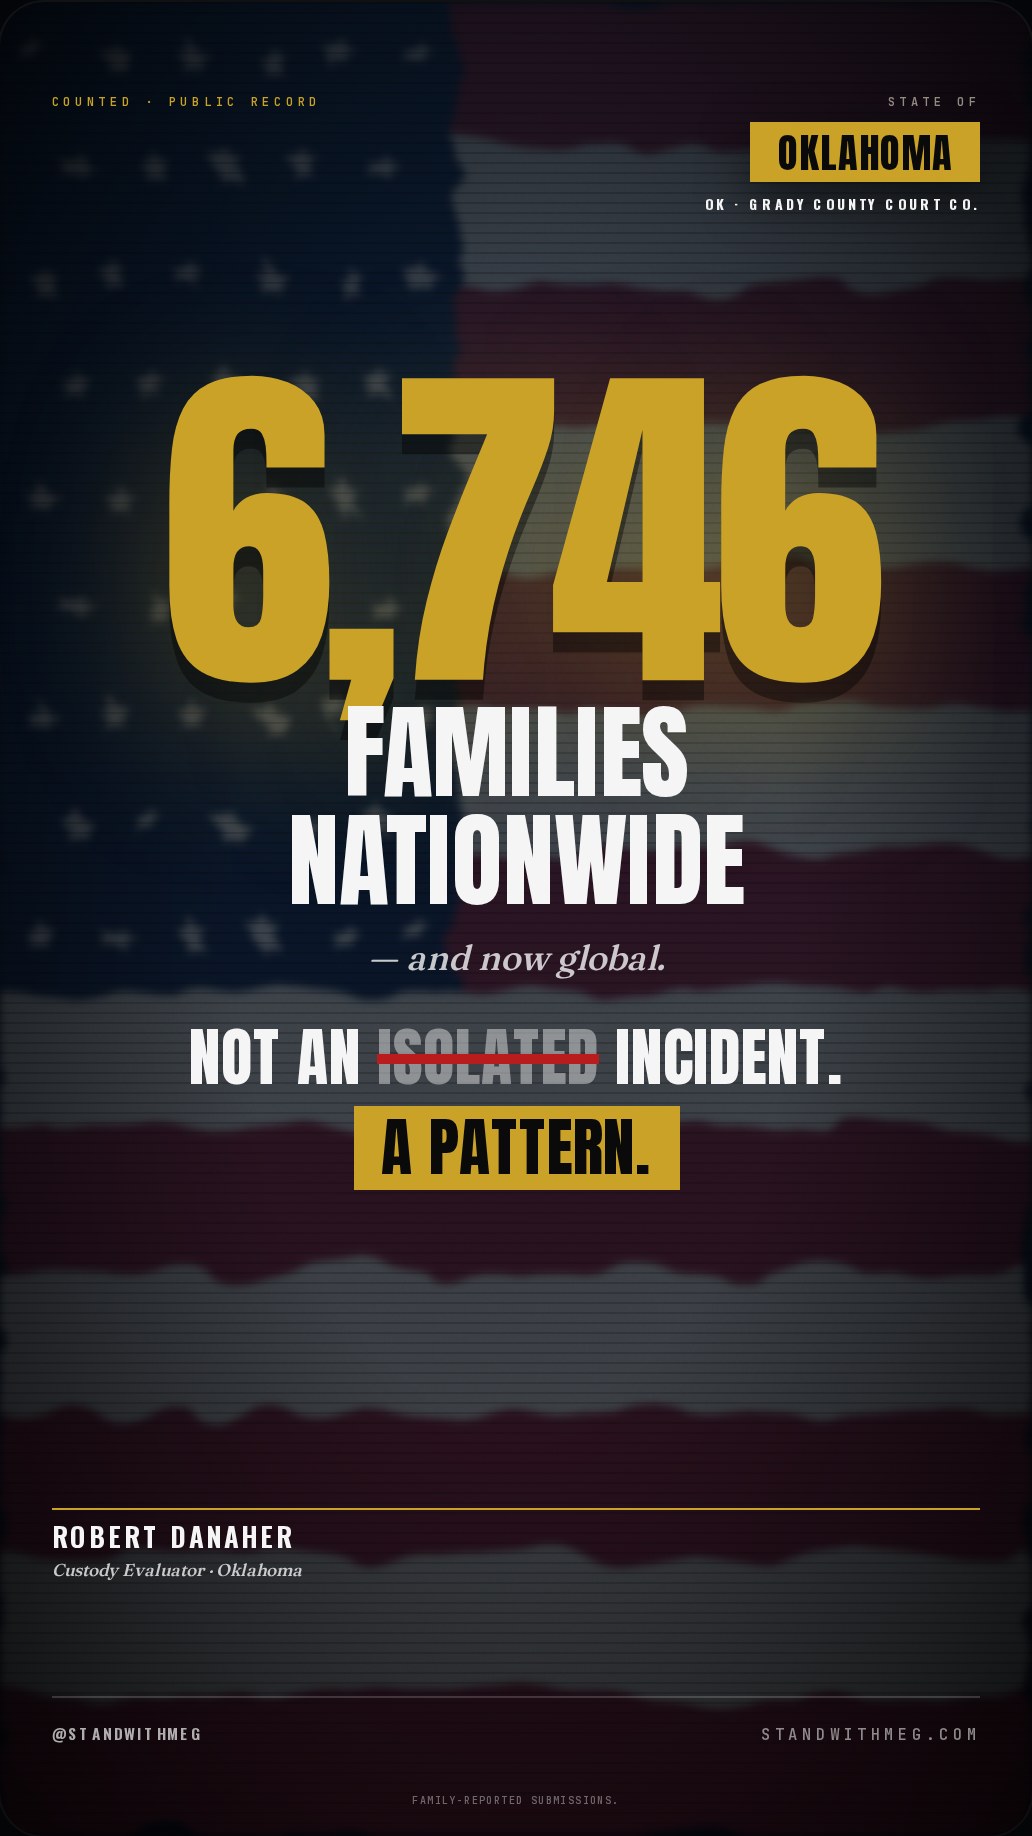 COUNTED · PUBLIC RECORD
STATE OF
OKLAHOMA
OK · GRADY COUNTY COURT CO.
6,746
FAMILIES
NATIONWIDE
— and now global.
NOT AN ISOLATED INCIDENT.
A PATTERN.
ROBERT DANAHER
Custody Evaluator · Oklahoma
@STANDWITHMEG
STANDWITHMEG.COM
FAMILY-REPORTED SUBMISSIONS.